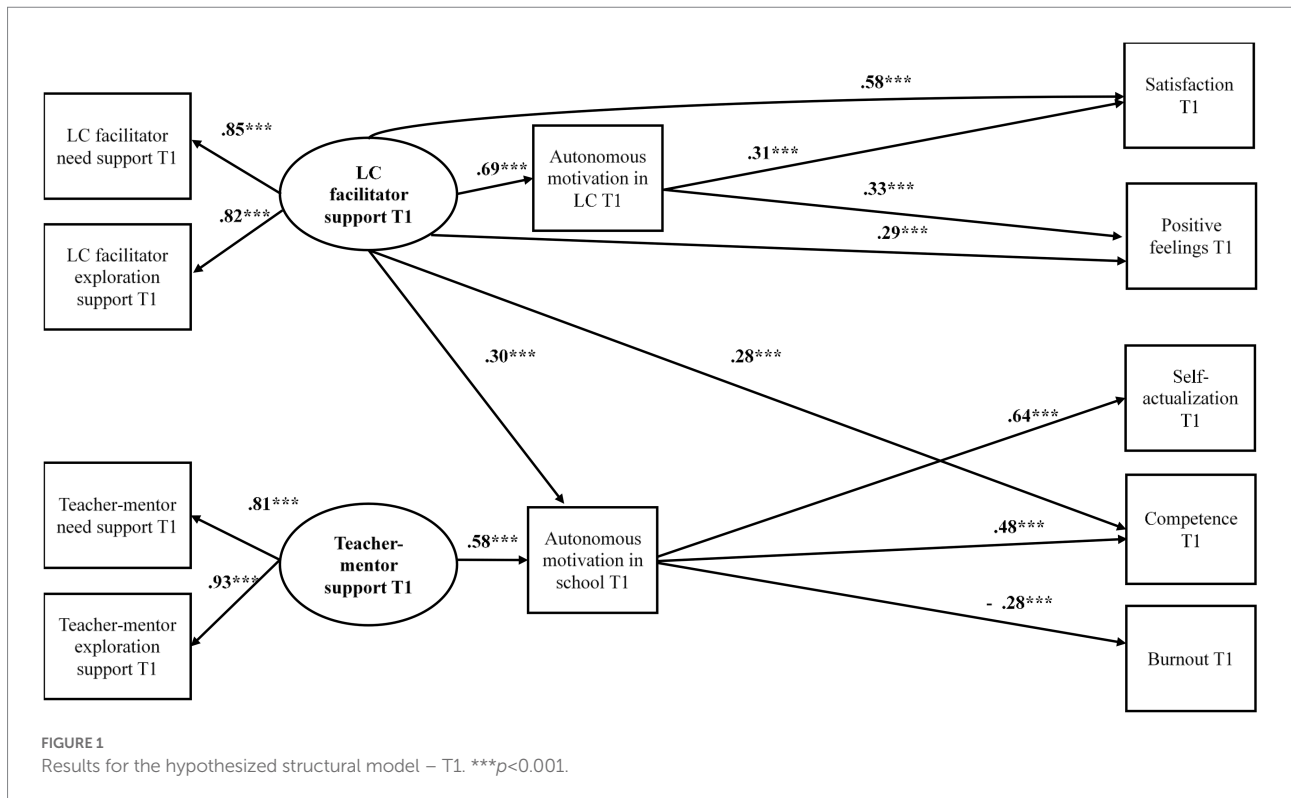 .58***
Satisfaction
T1
LC facilitator
need support T1
.85***
LC
facilitator
support T1
.69***
Autonomous
motivation in
LC T1
.31***
.33***
.82***
.29***
Positive
feelings T1
LC facilitator
exploration
support T1
.30***
.28***
Self-
actualization
T1
.64***
Teacher-mentor
need support T1
.81***
Teacher-
mentor
support T1
.58***
Autonomous
motivation in
school T1
.48***
Competence
T1
.93***
- .28***
Teacher-mentor
exploration
support T1
Burnout T1
FIGURE 1
Results for the hypothesized structural model – T1. ***p<0.001.